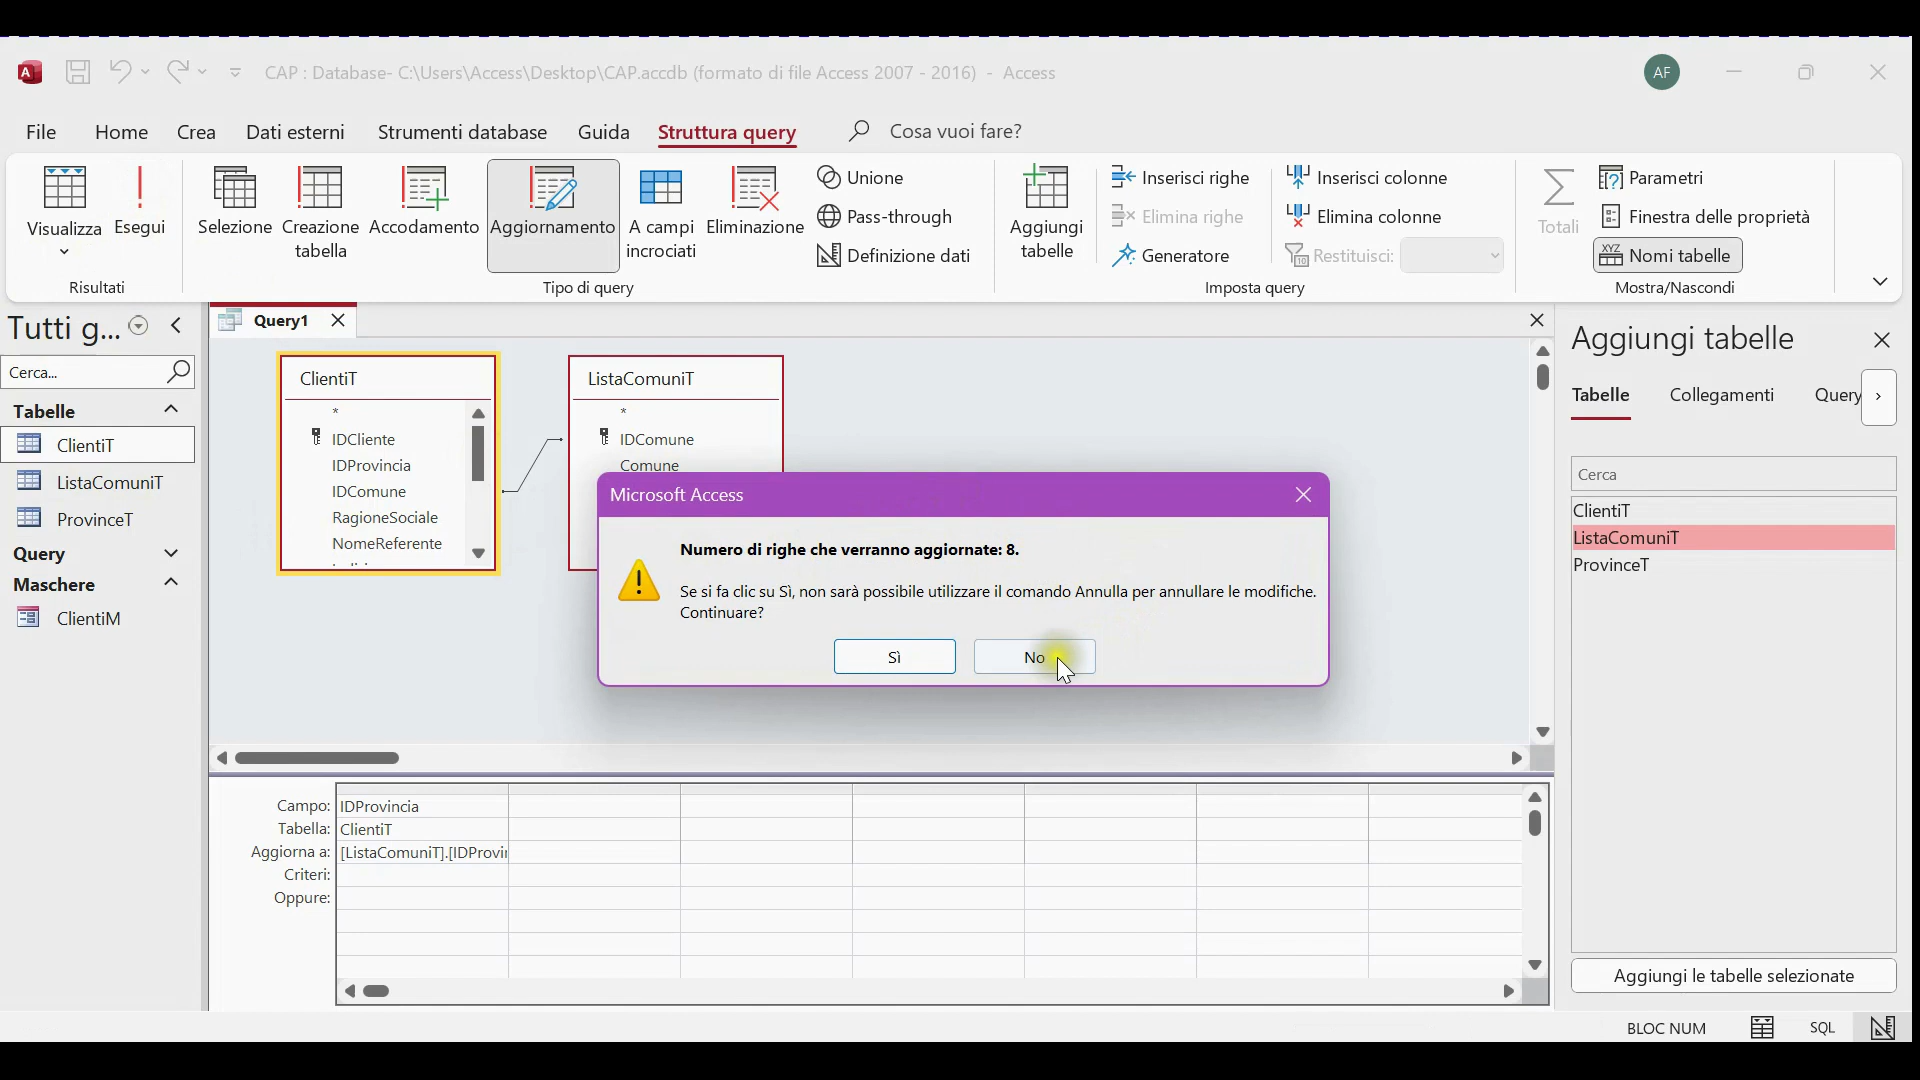 CAP : Database- C:\Users\Access\Desktop\CAP.accdb (formato di file Access 2007 - 2016) - Access
AF
File Home Crea Dati esterni Strumenti database Guida Struttura query Cosa vuoi fare?
Visualizza
Esegui
Risultati
Selezione
Creazione tabella
Accodamento
Aggiornamento
A campi incrociati
Eliminazione
Unione
Pass-through
Definizione dati
Tipo di query
Aggiungi tabelle
Inserisci righe
Elimina righe
Generatore
Inserisci colonne
Elimina colonne
Restituisci:
Imposta query
Totali
Parametri
Finestra delle proprietà
Nomi tabelle
Mostra/Nascondi
Tutti g...
Cerca...
Tabelle
ClientiT
ListaComuniT
ProvinceT
Query
Maschere
ClientiM
Query1
ClientiT
*
IDCliente
IDProvincia
IDComune
RagioneSociale
NomeReferente
ListaComuniT
*
IDComune
Comune
Microsoft Access
Numero di righe che verranno aggiornate: 8.
Se si fa clic su Sì, non sarà possibile utilizzare il comando Annulla per annullare le modifiche.
Continuare?
Sì No
Campo: IDProvincia
Tabella: ClientiT
Aggiorna a: [ListaComuniT].[IDProvi
Criteri:
Oppure:
Aggiungi tabelle
Tabelle Collegamenti Query
Cerca
ClientiT
ListaComuniT
ProvinceT
Aggiungi le tabelle selezionate
BLOC NUM SQL